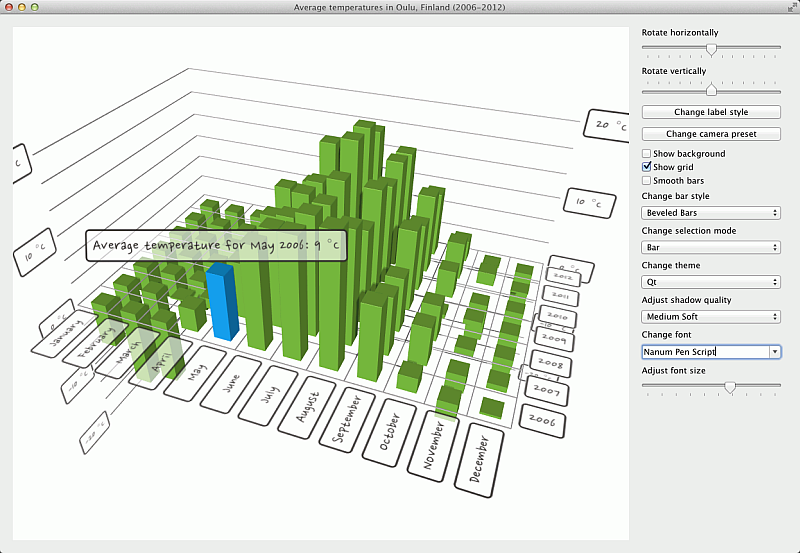 Average temperatures in Oulu, Finland (2006-2012)
Rotate horizontally
Rotate vertically
Change label style
Change camera preset
Show background
Show grid
Smooth bars
Change bar style
Beveled Bars
Change selection mode
Bar
Change theme
Qt
Adjust shadow quality
Medium Soft
Change font
Nanum Pen Script
Adjust font size
20 °C
10 °C
0 °C
C
10 °C
0 °C
-10 °C
-20 °C
Average temperature for May 2006: 9 °C
2012
2011
2010
2009
2008
2007
2006
January
February
March
April
May
June
July
August
September
October
November
December